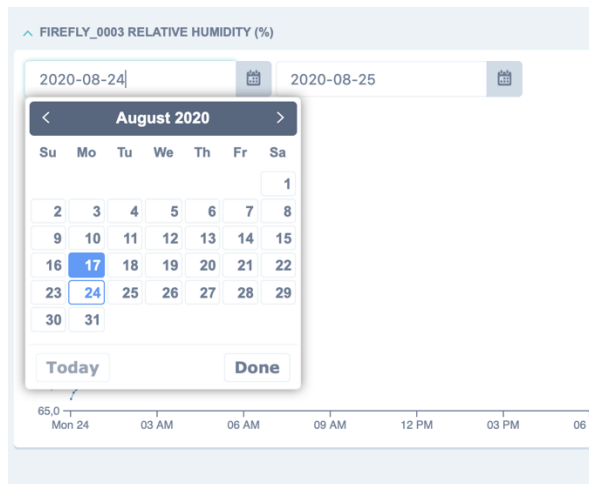 FIREFLY_0003 RELATIVE HUMIDITY (%)
2020-08-24 2020-08-25
August 2020
Su Mo Tu We Th Fr Sa
1
2 3 4 5 6 7 8
9 10 11 12 13 14 15
16 17 18 19 20 21 22
23 24 25 26 27 28 29
30 31
Today Done
65,0
Mon 24 03 AM 06 AM 09 AM 12 PM 03 PM 06